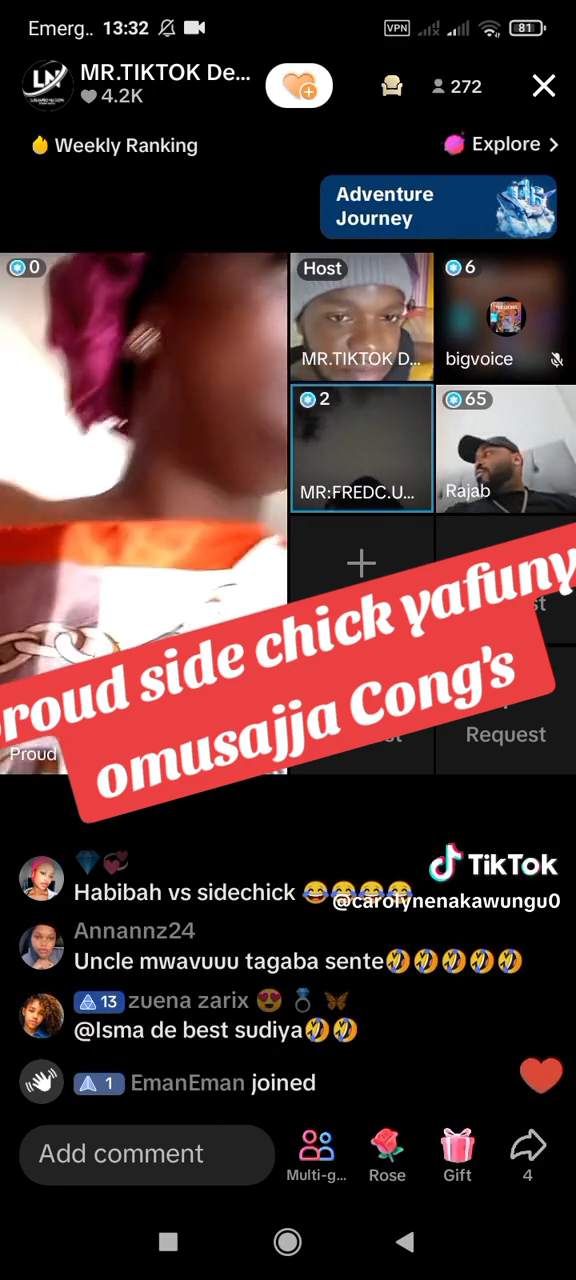 Emerg.. 13:32
VPN
81
LN
MR.TIKTOK De...
4.2K
272
Weekly Ranking
Explore >
Adventure
Journey
0
Host
MR.TIKTOK D...
6
bigvoice
2
MR:FREDC.U...
65
Rajab
proud side chick yafuny
omusajja Cong's
Proud
Request
TikTok
@carolynenakawungu0
Habibah vs sidechick 😂😂😂😂
Annannz24
Uncle mwavuuu tagaba sente🤣🤣🤣🤣🤣
13 zuena zarix 😍 💍 🦋
@Isma de best sudiya🤣🤣
1 EmanEman joined
Add comment
Multi-g...
Rose
Gift
4